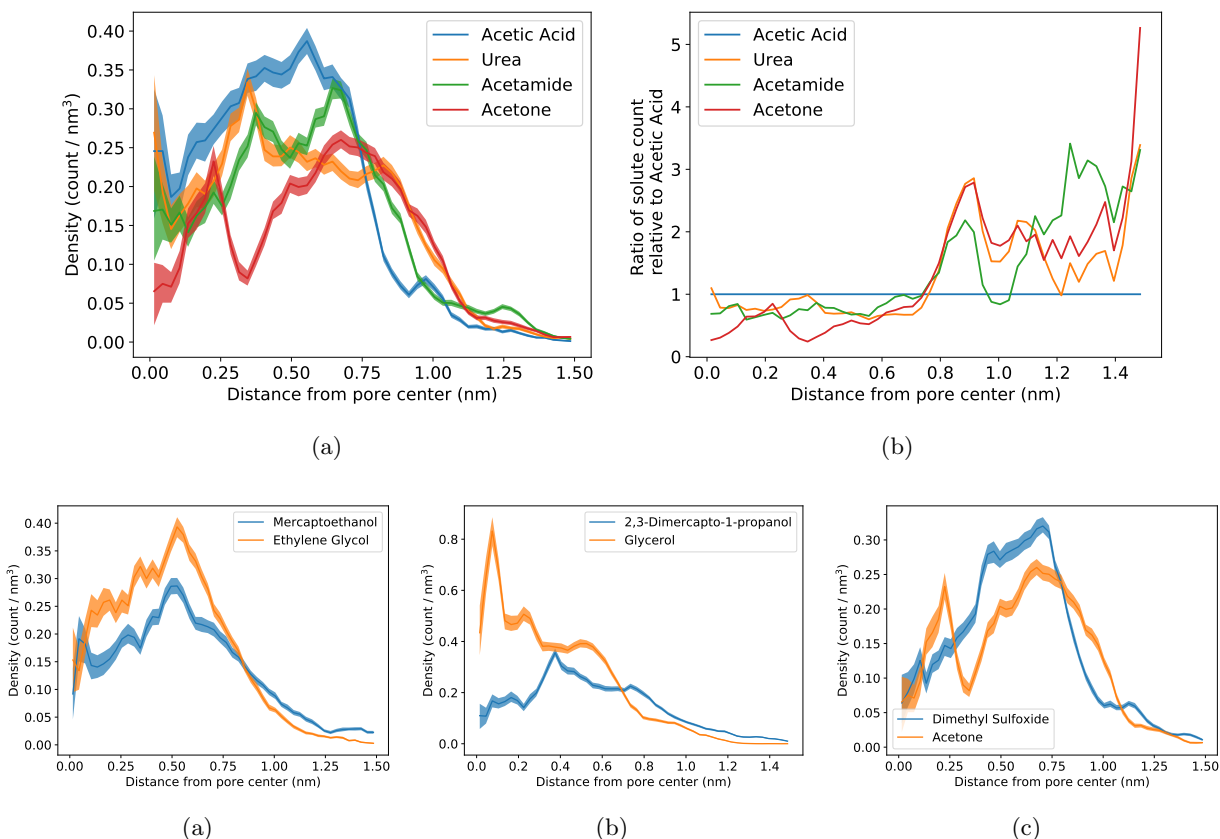 Density (count / nm³)
0.40
0.35
0.30
0.25
0.20
0.15
0.10
0.05
0.00
Acetic Acid
Urea
Acetamide
Acetone
0.00 0.25 0.50 0.75 1.00 1.25 1.50
Distance from pore center (nm)
(a)
Ratio of solute count
relative to Acetic Acid
5
4
3
2
1
0
Acetic Acid
Urea
Acetamide
Acetone
0.0 0.2 0.4 0.6 0.8 1.0 1.2 1.4
Distance from pore center (nm)
(b)
Density (count / nm³)
0.40
0.35
0.30
0.25
0.20
0.15
0.10
0.05
0.00
Mercaptoethanol
Ethylene Glycol
0.00 0.25 0.50 0.75 1.00 1.25 1.50
Distance from pore center (nm)
(a)
Density (count / nm³)
0.8
0.6
0.4
0.2
0.0
2,3-Dimercapto-1-propanol
Glycerol
0.0 0.2 0.4 0.6 0.8 1.0 1.2 1.4
Distance from pore center (nm)
(b)
Density (count / nm³)
0.30
0.25
0.20
0.15
0.10
0.05
0.00
Dimethyl Sulfoxide
Acetone
0.00 0.25 0.50 0.75 1.00 1.25 1.50
Distance from pore center (nm)
(c)